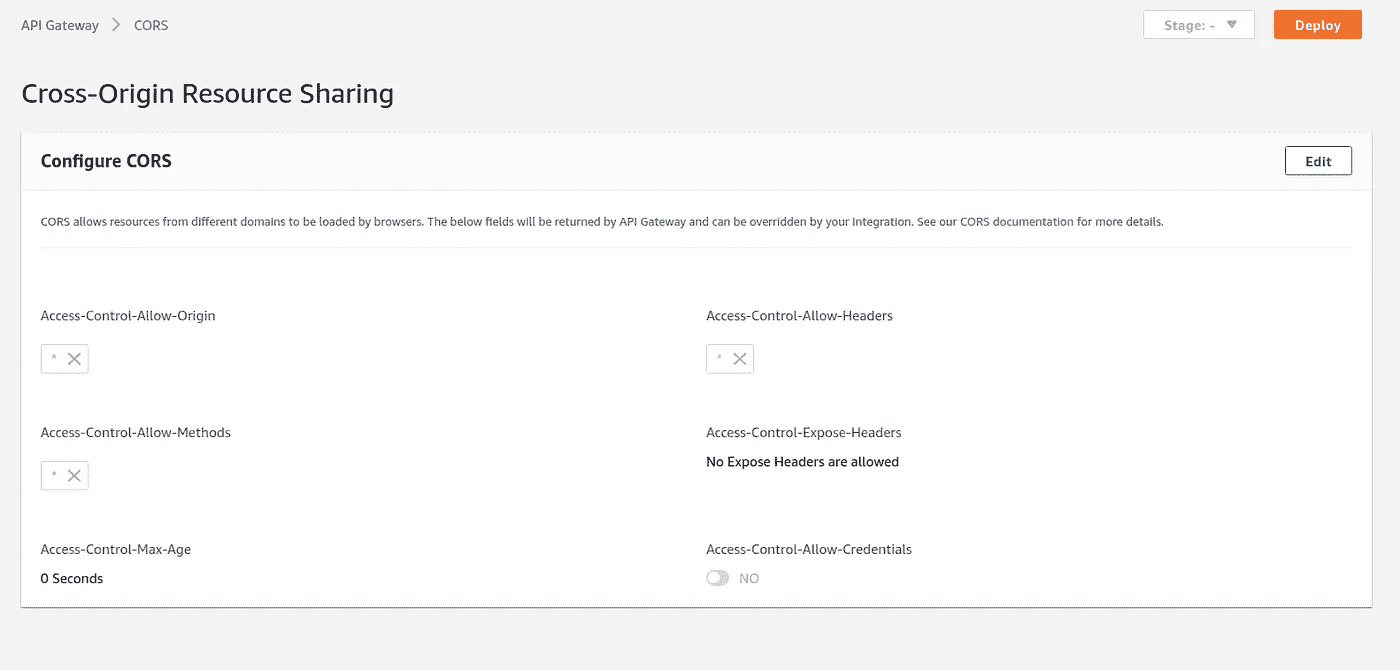 API Gateway > CORS
Stage: - ▼
Deploy
Cross-Origin Resource Sharing
Configure CORS
Edit
CORS allows resources from different domains to be loaded by browsers. The below fields will be returned by API Gateway and can be overridden by your integration. See our CORS documentation for more details.
Access-Control-Allow-Origin
*
Access-Control-Allow-Headers
*
Access-Control-Allow-Methods
*
Access-Control-Expose-Headers
No Expose Headers are allowed
Access-Control-Max-Age
0 Seconds
Access-Control-Allow-Credentials
NO